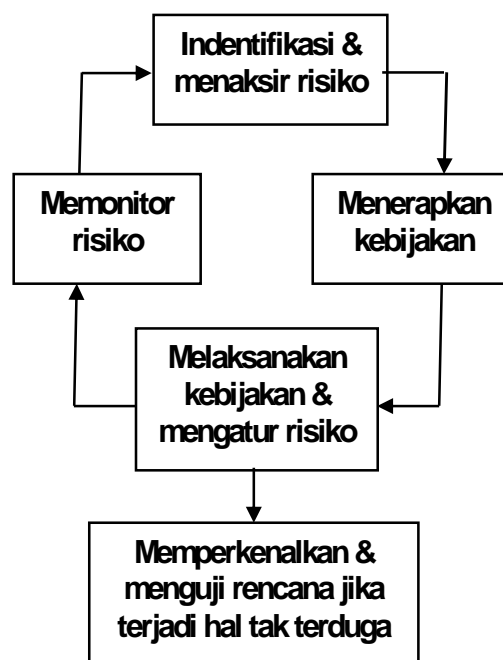 Indentifikasi &
menaksir risiko
Memonitor
risiko
Menerapkan
kebijakan
Melaksanakan
kebijakan &
mengatur risiko
Memperkenalkan &
menguji rencana jika
terjadi hal tak terduga